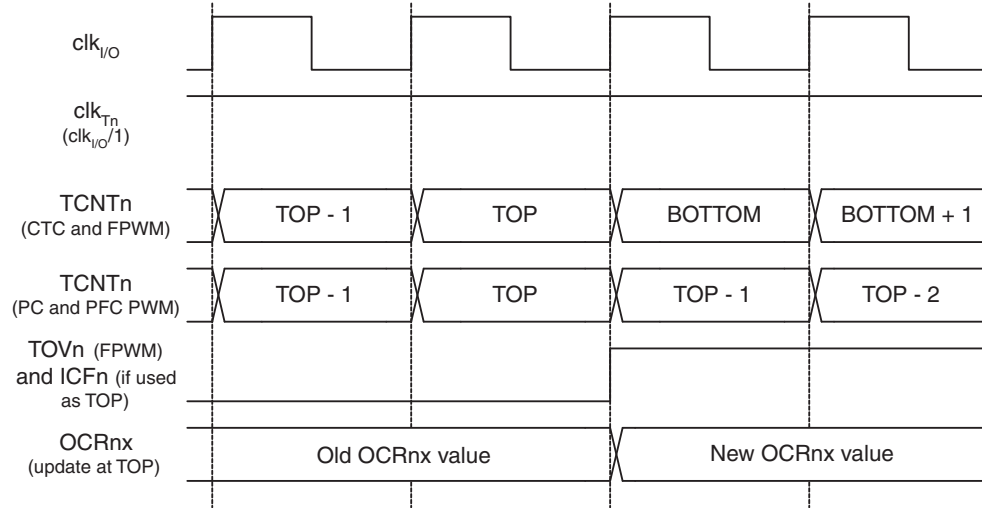 clkI/O
clkTn
(clkI/O/1)
TCNTn
(CTC and FPWM)
TOP - 1 TOP BOTTOM BOTTOM + 1
TCNTn
(PC and PFC PWM)
TOP - 1 TOP TOP - 1 TOP - 2
TOVn (FPWM)
and ICFn (if used
as TOP)
OCRnx
(update at TOP)
Old OCRnx value New OCRnx value